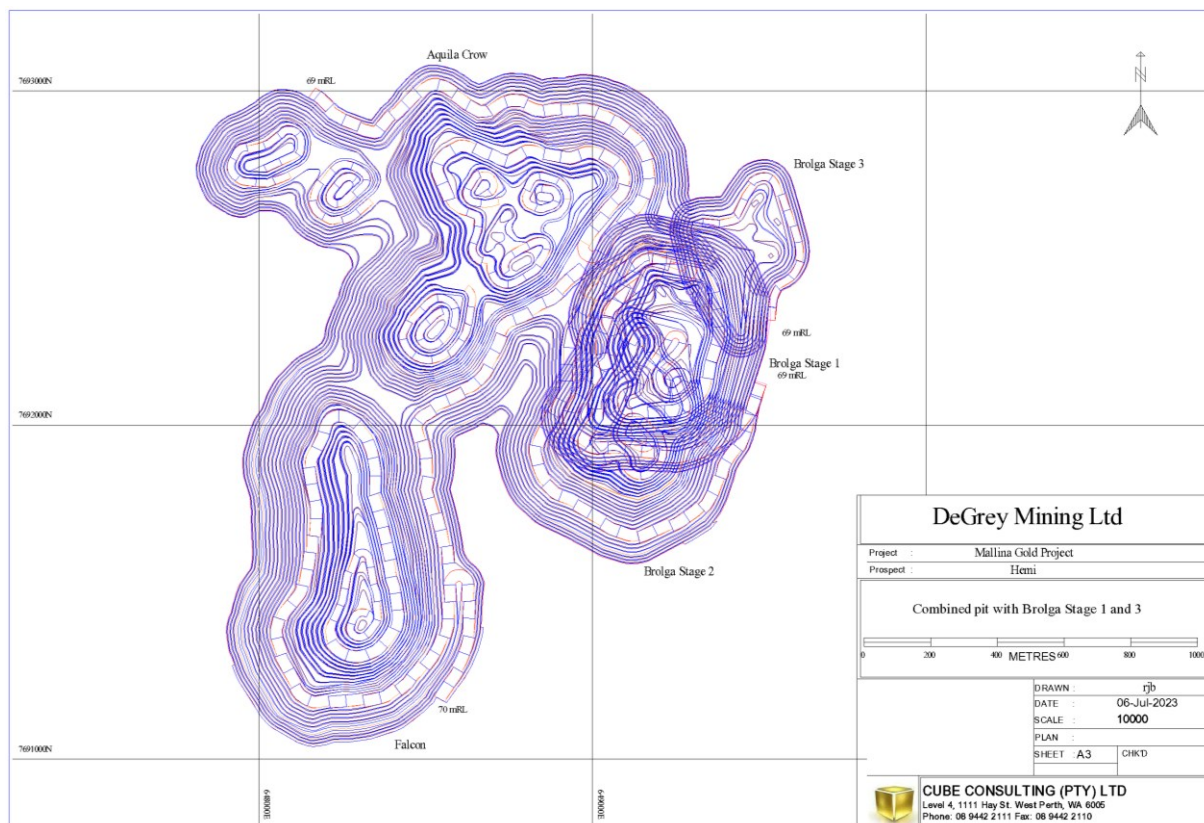 Aquila Crow
7693000N
69 mRL
Brolga Stage 3
69 mRL
Brolga Stage 1
69 mRL
7692000N
Brolga Stage 2
70 mRL
Falcon
7691000N
648000E
649000E
N
DeGrey Mining Ltd
Project : Mallina Gold Project
Prospect : Hemi
Combined pit with Brolga Stage 1 and 3
0 200 400 METRES 600 800 1000
DRAWN : rjb
DATE : 06-Jul-2023
SCALE : 10000
PLAN :
SHEET : A3 CHK'D
CUBE CONSULTING (PTY) LTD
Level 4, 1111 Hay St. West Perth, WA 6005
Phone: 08 9442 2111 Fax: 08 9442 2110